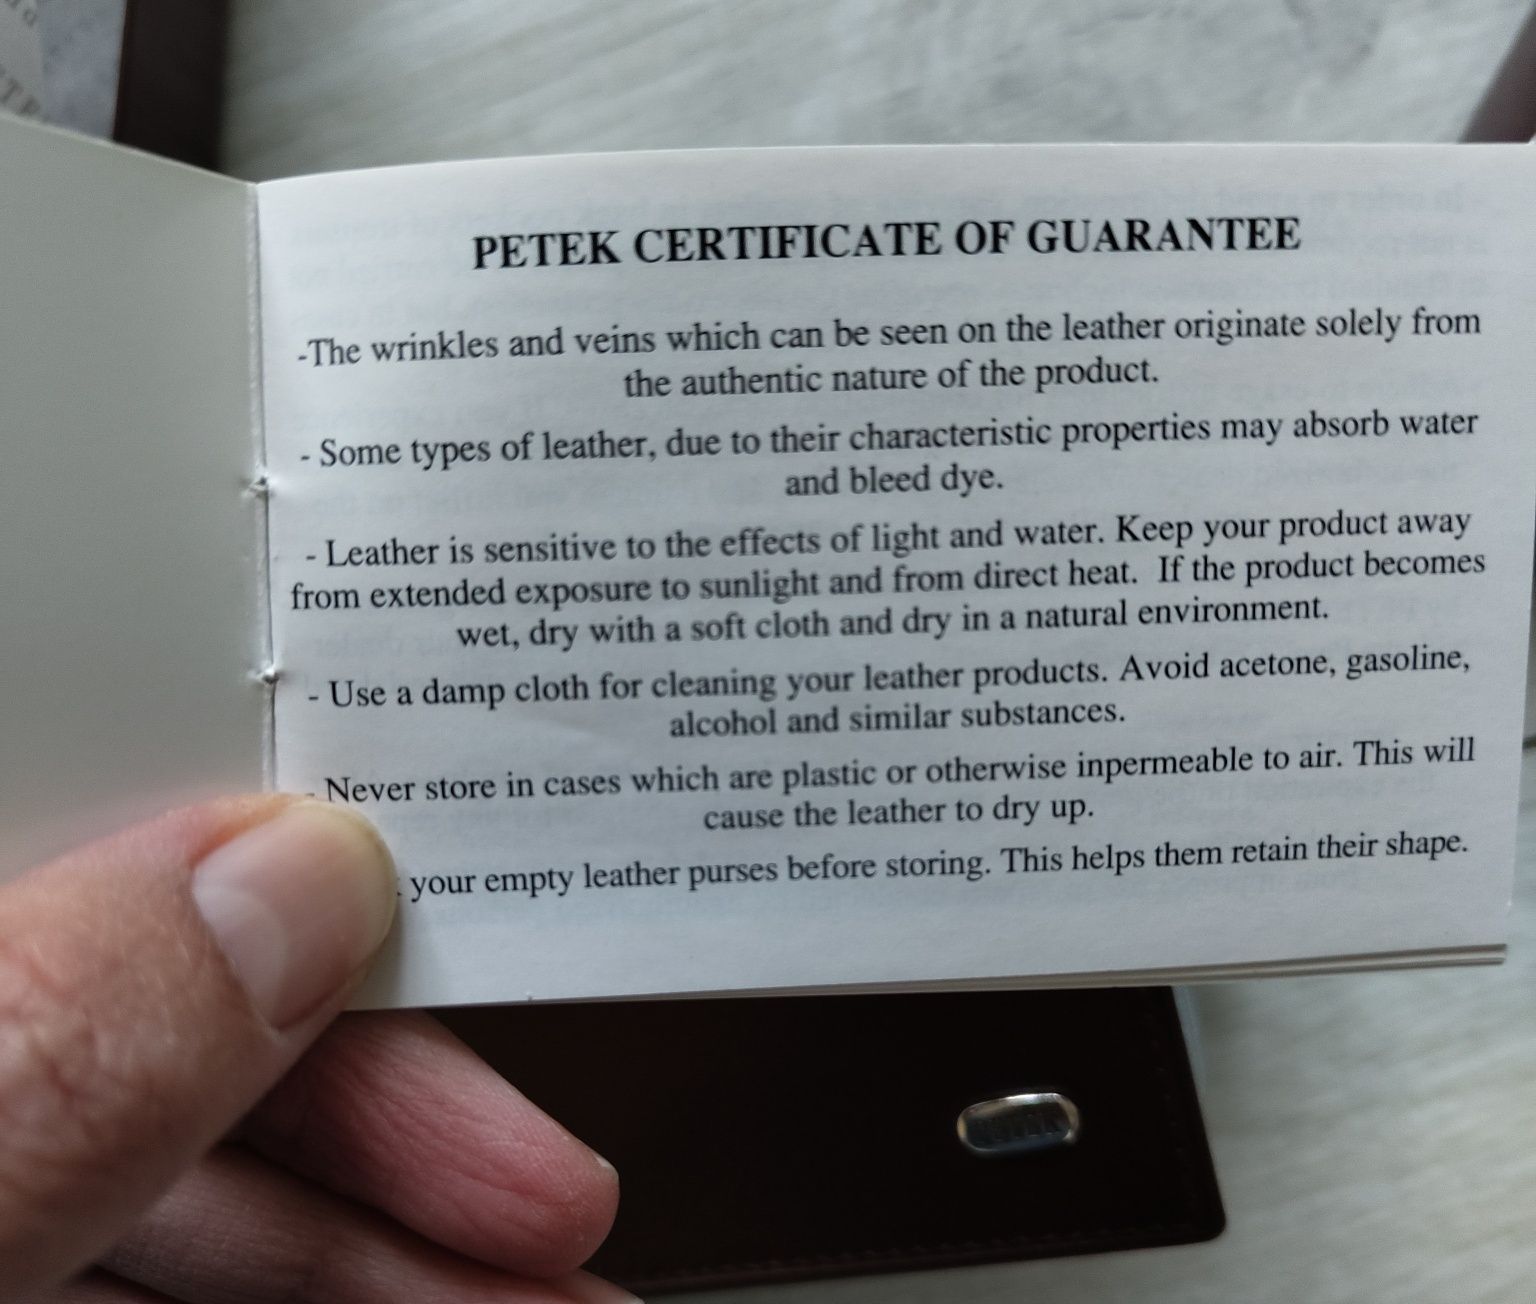 PETEK CERTIFICATE OF GUARANTEE
-The wrinkles and veins which can be seen on the leather originate solely from
the authentic nature of the product.
- Some types of leather, due to their characteristic properties may absorb water
and bleed dye.
- Leather is sensitive to the effects of light and water. Keep your product away
from extended exposure to sunlight and from direct heat.  If the product becomes
wet, dry with a soft cloth and dry in a natural environment.
- Use a damp cloth for cleaning your leather products. Avoid acetone, gasoline,
alcohol and similar substances.
- Never store in cases which are plastic or otherwise inpermeable to air. This will
cause the leather to dry up.
your empty leather purses before storing. This helps them retain their shape.